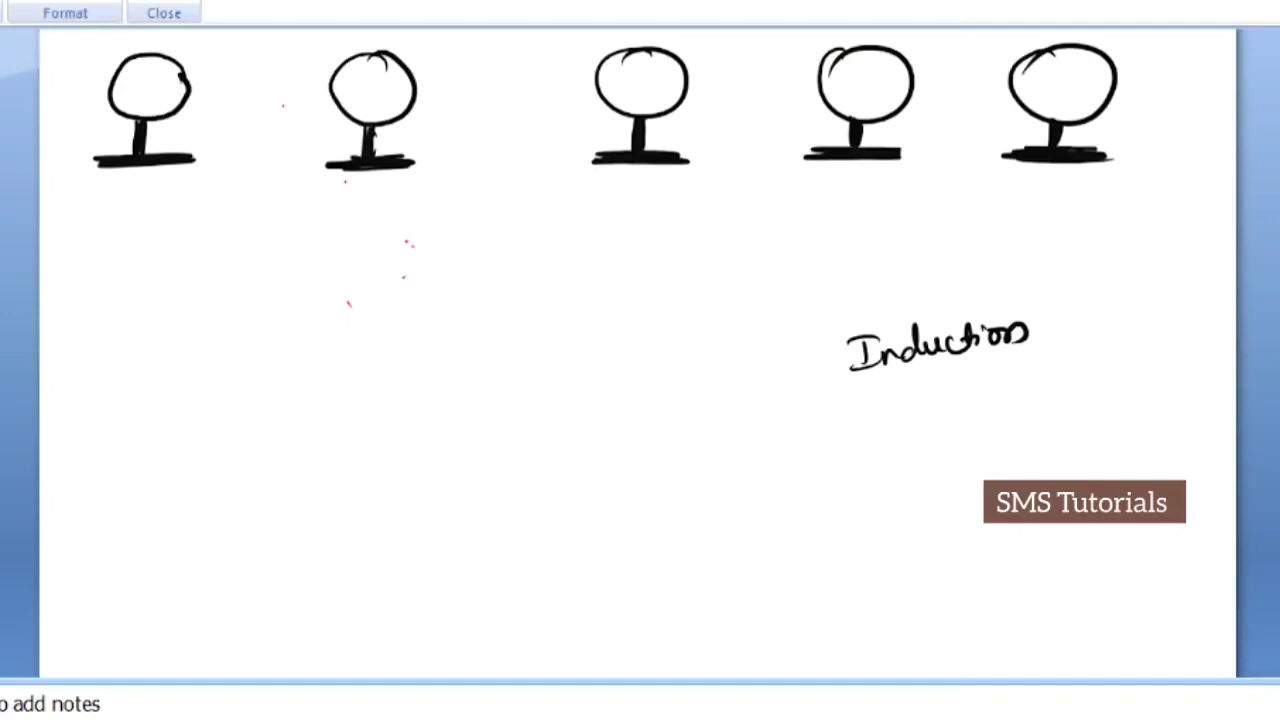 Format Close
Induction
SMS Tutorials
o add notes